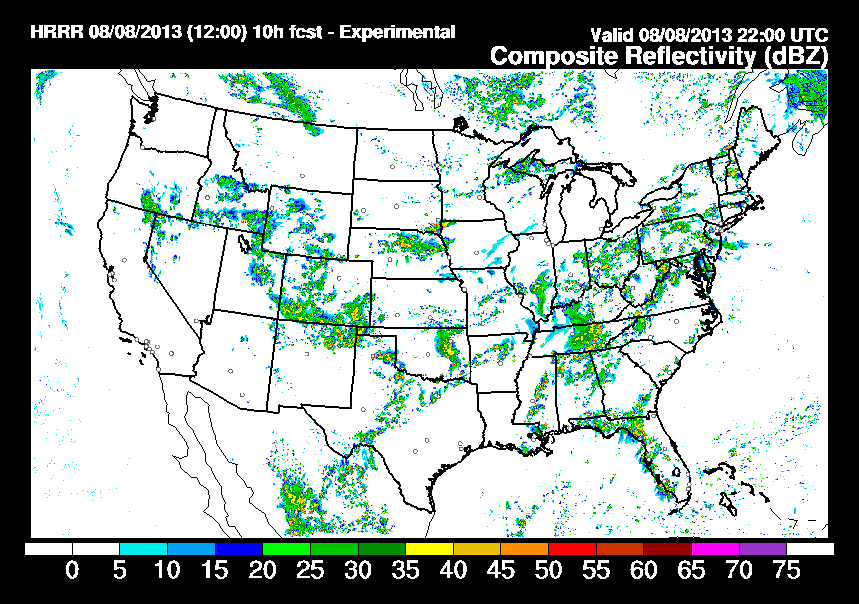 HRRR 08/08/2013 (12:00) 10h fcst - Experimental
Valid 08/08/2013 22:00 UTC
Composite Reflectivity (dBZ)
0 5 10 15 20 25 30 35 40 45 50 55 60 65 70 75